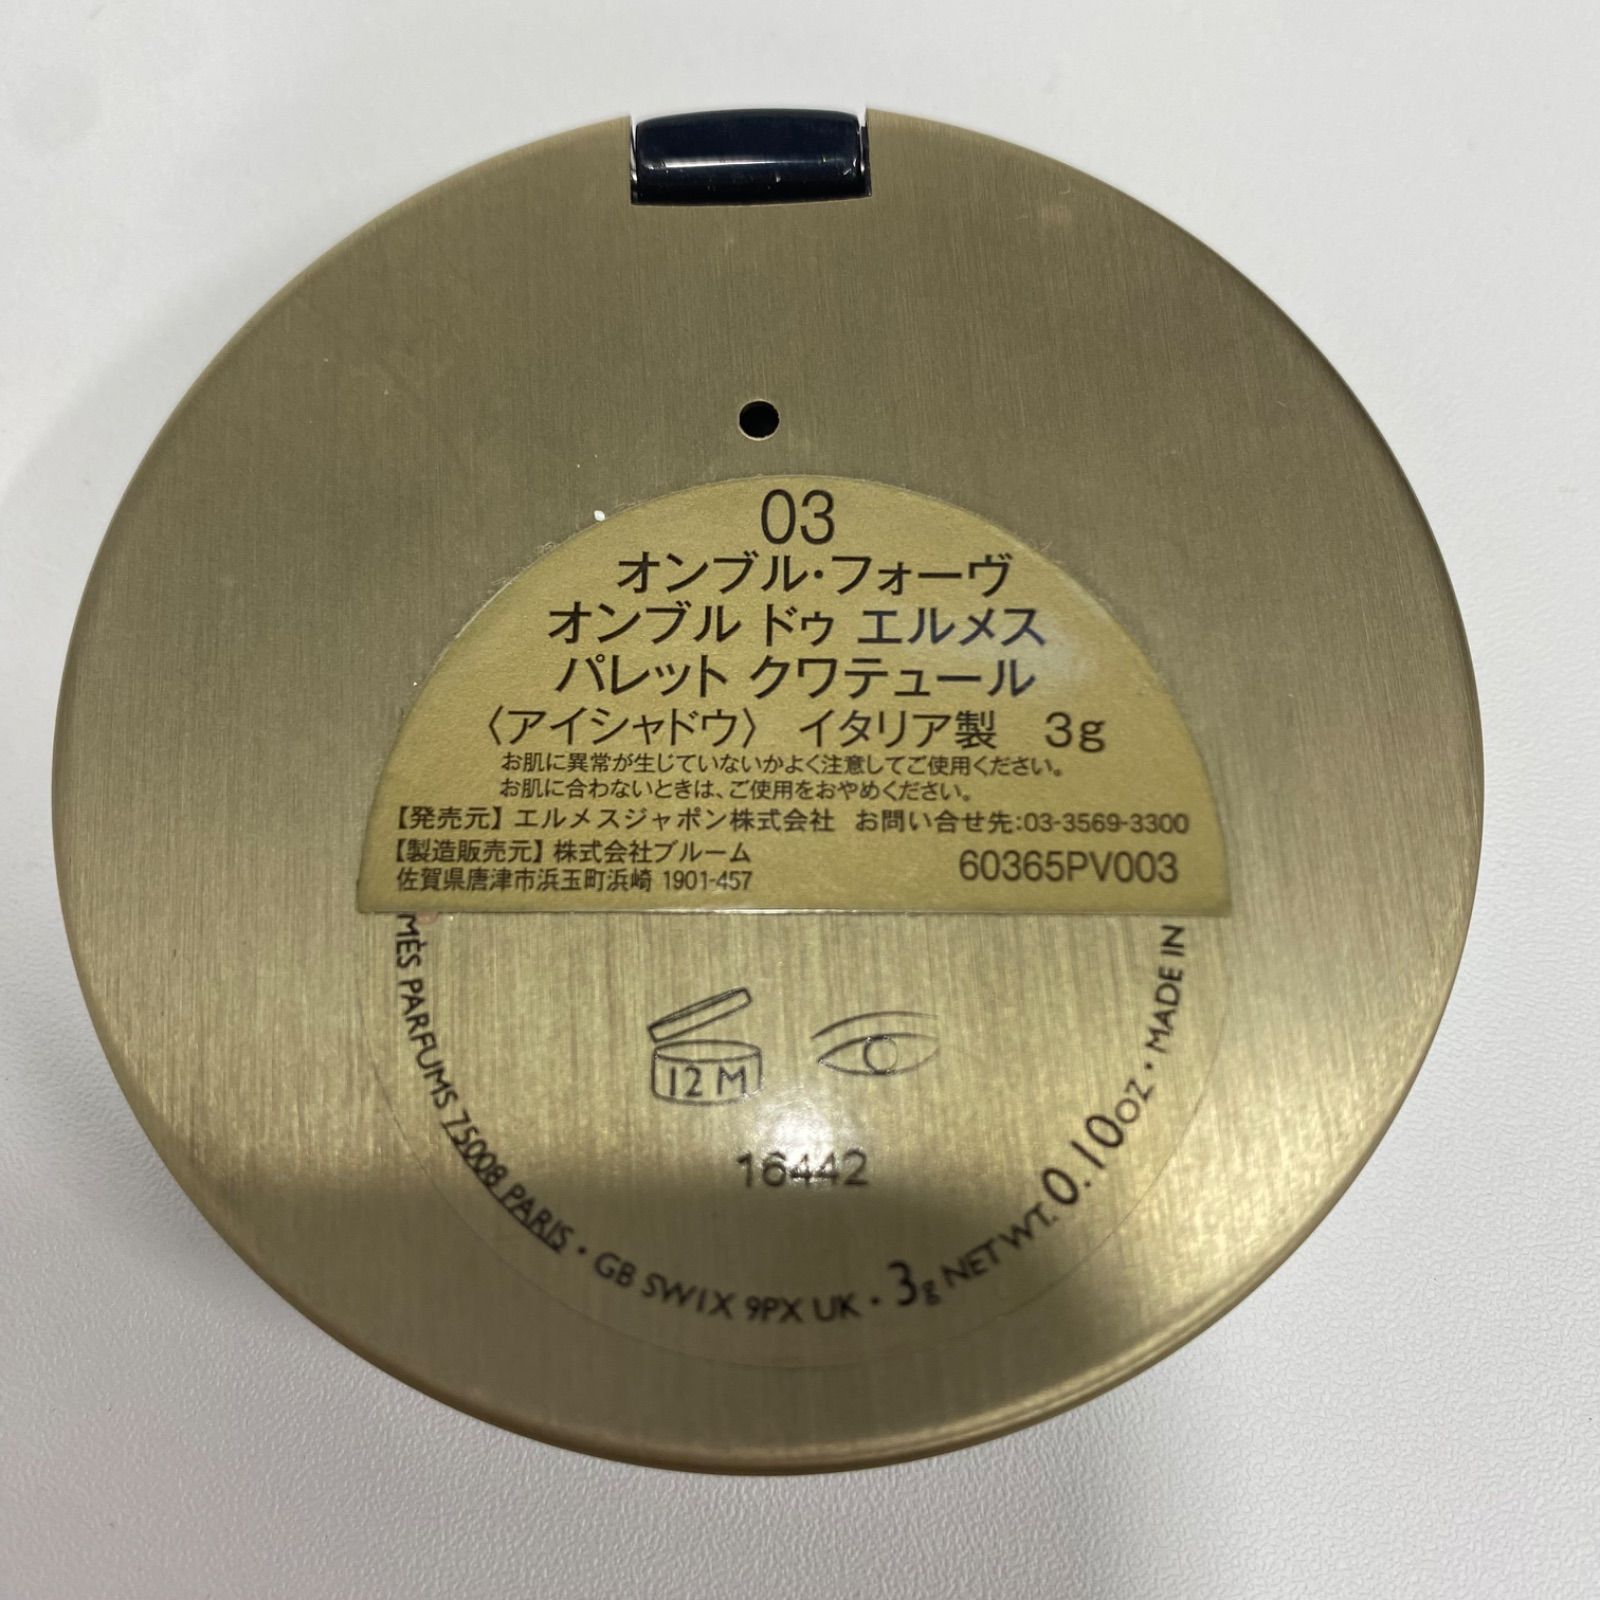 03
オンブル・フォーヴ
オンブル ドゥ エルメス
パレット クワテュール
〈アイシャドウ〉 イタリア製 3g
お肌に異常が生じていないかよく注意してご使用ください。
お肌に合わないときは、ご使用をおやめください。
【発売元】エルメスジャポン株式会社 お問い合せ先:03-3569-3300
【製造販売元】株式会社ブルーム
佐賀県唐津市浜玉町浜崎 1901-457
60365PV003
12 M
16442
MÈS PARFUMS 75008 PARIS · GB SW1X 9PX UK · 3g NET WT. 0.10 OZ · MADE IN